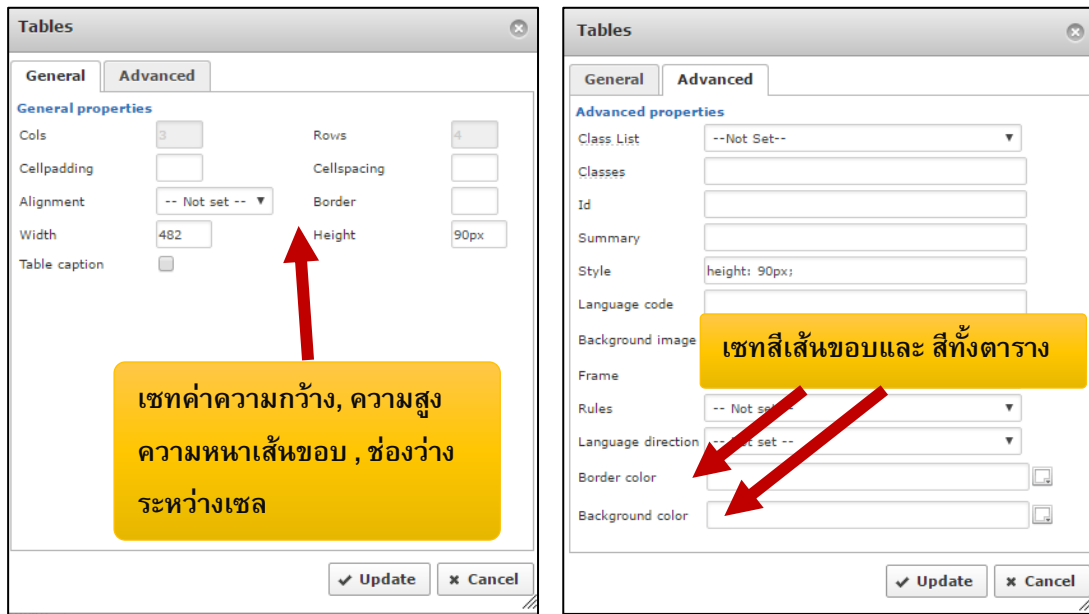 Tables
General Advanced
General properties
Cols 3 Rows 4
Cellpadding Cellspacing
Alignment -- Not set -- Border
Width 482 Height 90px
Table caption
เซทค่าความกว้าง, ความสูง
ความหนาเส้นขอบ , ช่องว่าง
ระหว่างเซล
Update Cancel
Tables
General Advanced
Advanced properties
Class List --Not Set--
Classes
Id
Summary
Style height: 90px;
Language code
Background image
เซทสีเส้นขอบและ สีทั้งตาราง
Frame
Rules -- Not set --
Language direction -- Not set --
Border color
Background color
Update Cancel